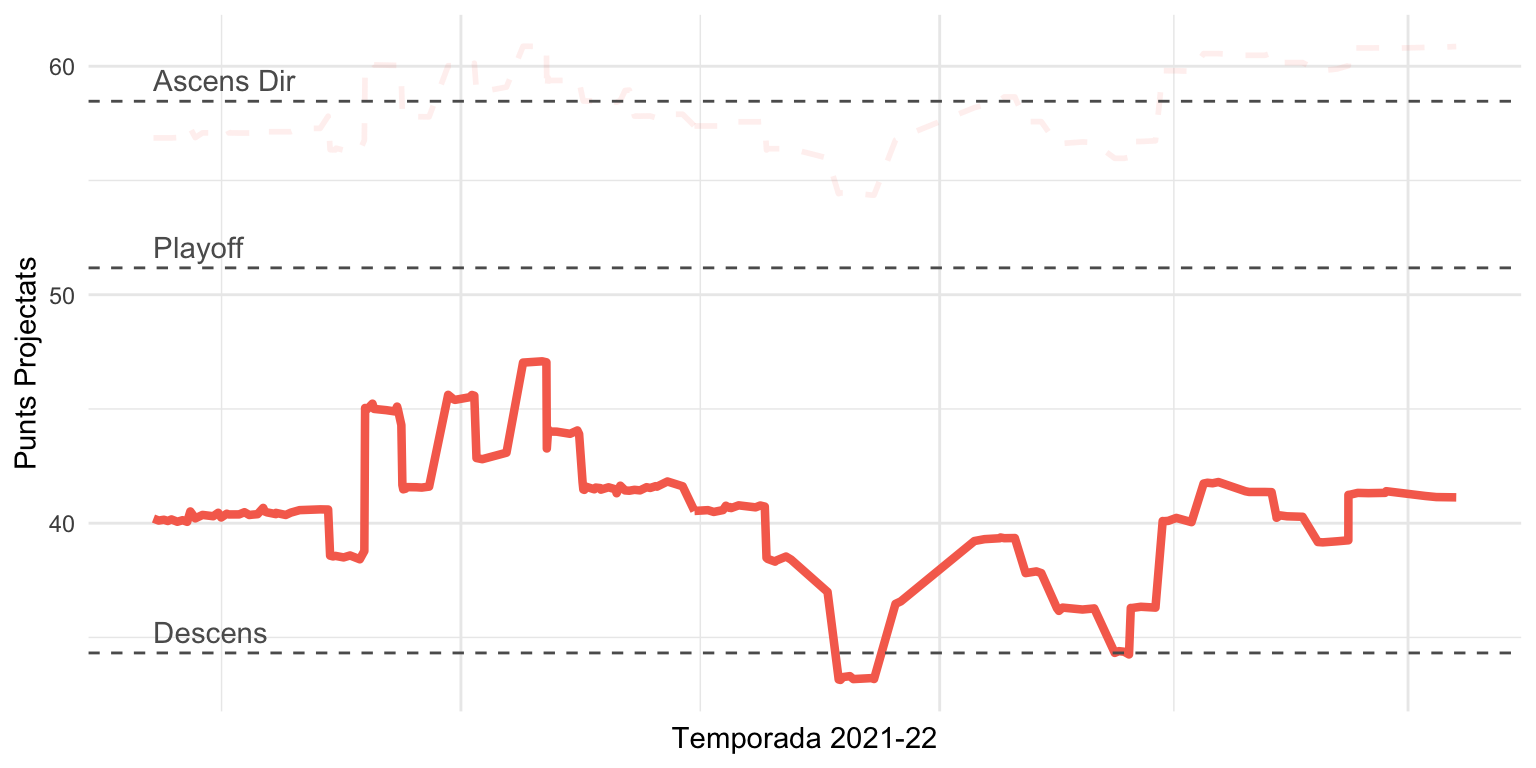 60
Ascens Dir
Playoff
50
40
Descens
Punts Projectats
Temporada 2021-22